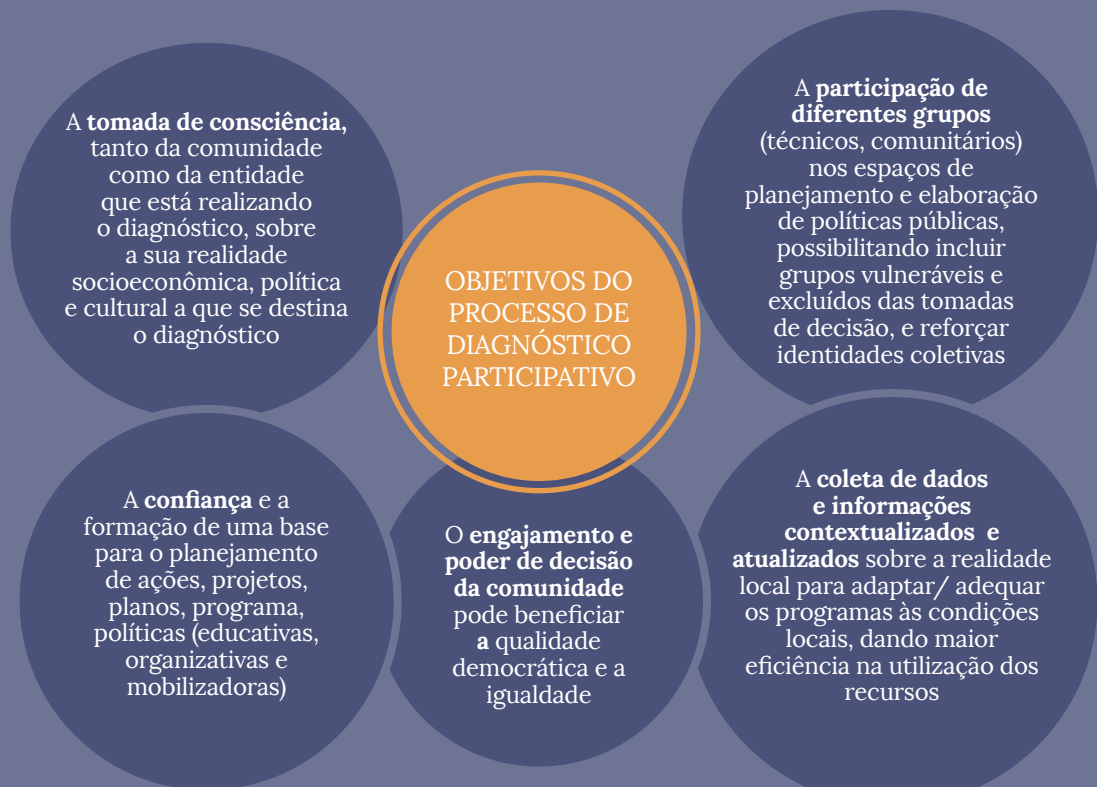 A tomada de consciência,
tanto da comunidade
como da entidade
que está realizando
o diagnóstico, sobre
a sua realidade
socioeconômica, política
e cultural a que se destina
o diagnóstico
OBJETIVOS DO
PROCESSO DE
DIAGNÓSTICO
PARTICIPATIVO
A participação de
diferentes grupos
(técnicos, comunitários)
nos espaços de
planejamento e elaboração
de políticas públicas,
possibilitando incluir
grupos vulneráveis e
excluídos das tomadas
de decisão, e reforçar
identidades coletivas
A confiança e a
formação de uma base
para o planejamento
de ações, projetos,
planos, programa,
políticas (educativas,
organizativas e
mobilizadoras)
O engajamento e
poder de decisão
da comunidade
pode beneficiar
a qualidade
democrática e a
igualdade
A coleta de dados
e informações
contextualizados e
atualizados sobre a realidade
local para adaptar/ adequar
os programas às condições
locais, dando maior
eficiência na utilização dos
recursos